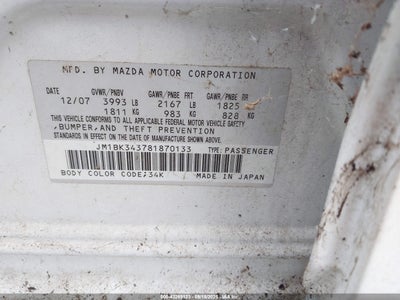 MFD. BY MAZDA MOTOR CORPORATION
DATE GVWR/PNBV GAWR/PNBE FRT GAWR/PNBE RR
12/07 3993 LB 2167 LB 1825 LB
1811 KG 983 KG 828 KG
THIS VEHICLE CONFORMS TO ALL APPLICABLE FEDERAL MOTOR VEHICLE SAFETY
,BUMPER,AND THEFT PREVENTION
STANDARDS IN EFFECT ON THE DATE OF MANUFACTURE SHOWN ABOVE.
JM1BK343781870133 TYPE: PASSENGER
BODY COLOR CODE:34K MADE IN JAPAN